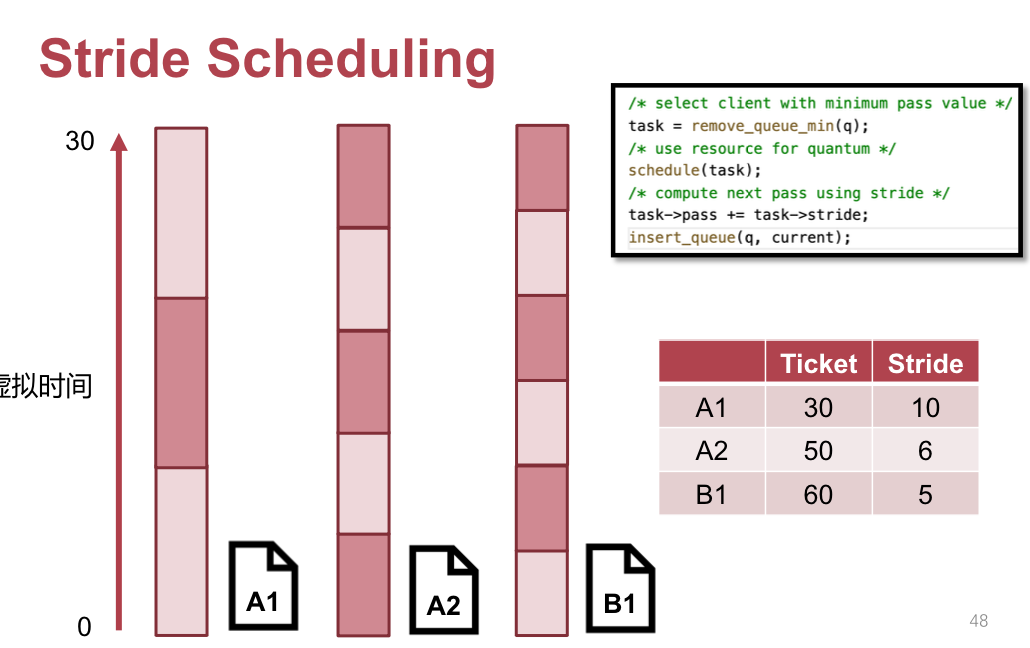 Stride Scheduling
/* select client with minimum pass value */
task = remove_queue_min(q);
/* use resource for quantum */
schedule(task);
/* compute next pass using stride */
task->pass += task->stride;
insert_queue(q, current);
30
虚拟时间
0
A1
A2
B1
Ticket Stride
A1 30 10
A2 50 6
B1 60 5
48